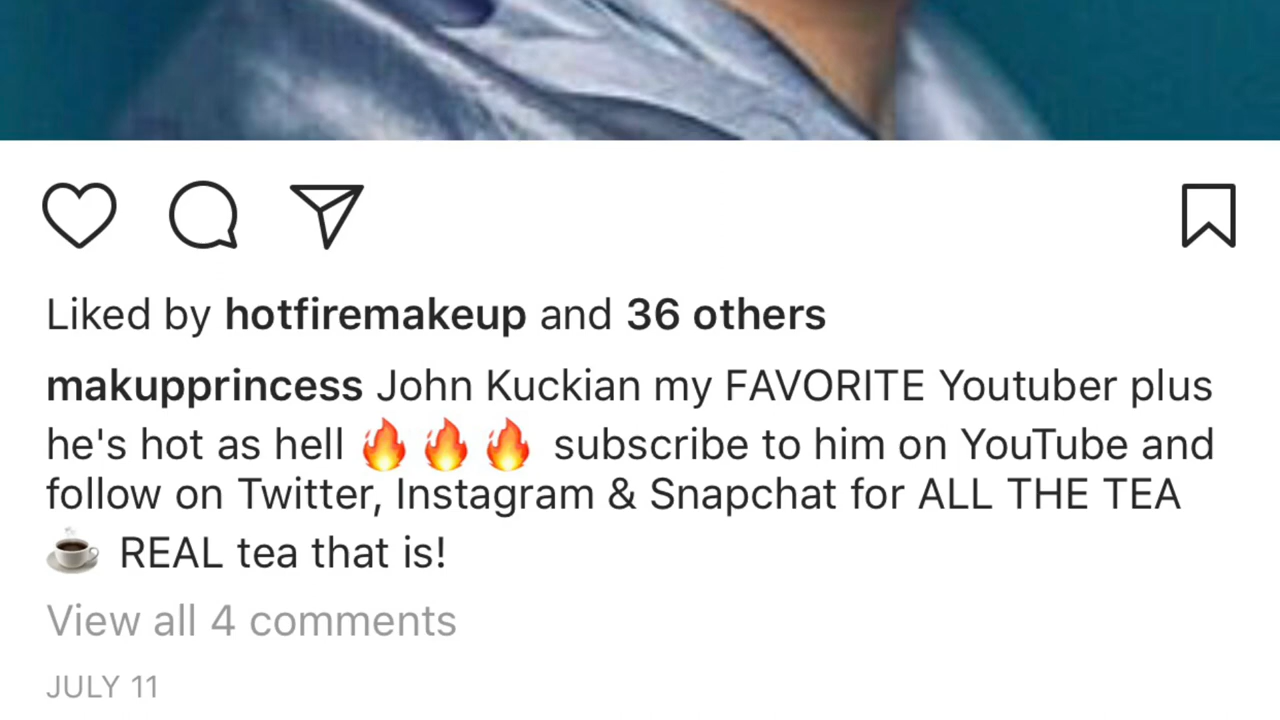 Liked by hotfiremakeup and 36 others
makupprincess John Kuckian my FAVORITE Youtuber plus
he's hot as hell 🔥 🔥 🔥 subscribe to him on YouTube and
follow on Twitter, Instagram & Snapchat for ALL THE TEA
☕ REAL tea that is!
View all 4 comments
JULY 11